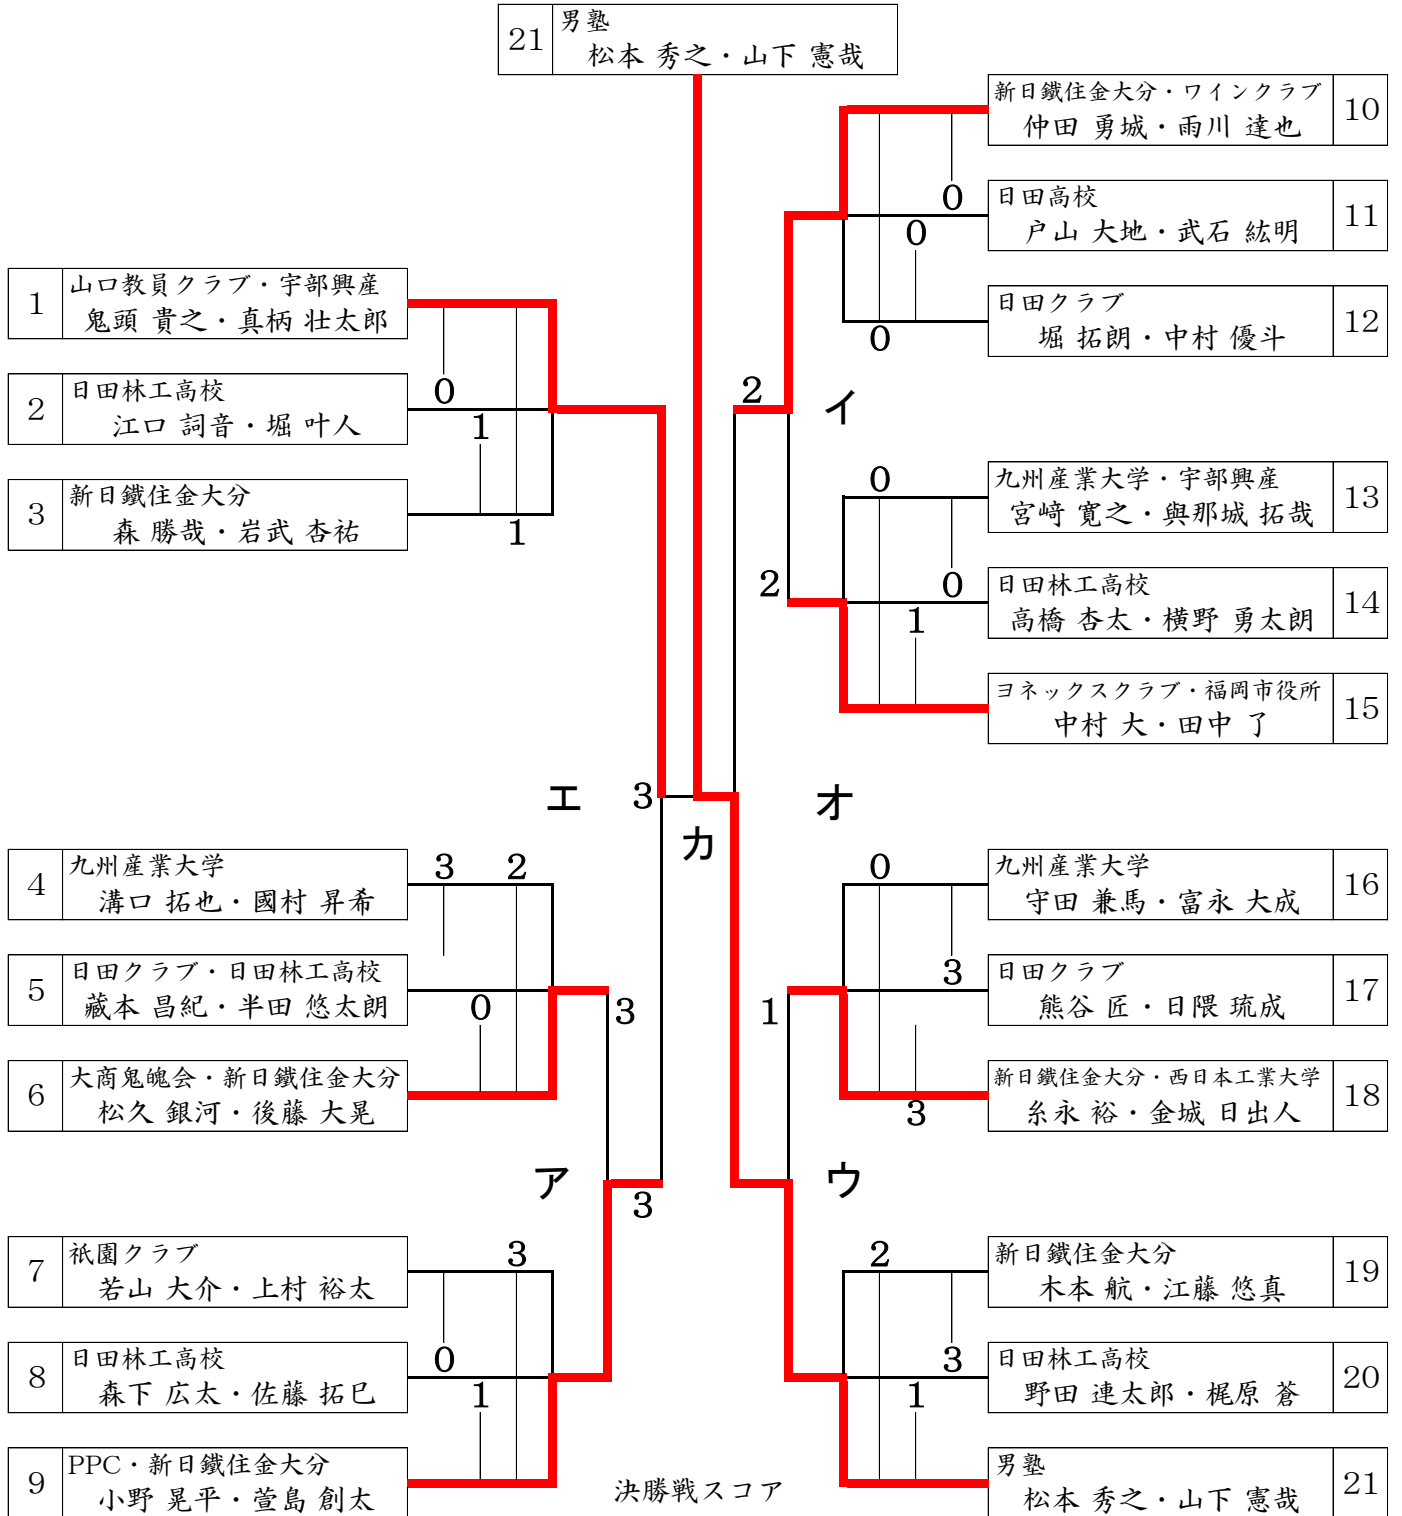 21
男塾
松本 秀之・山下 憲哉
1
山口教員クラブ・宇部興産
鬼頭 貴之・真柄 壮太郎
2
日田林工高校
江口 詞音・堀 叶人
3
新日鐵住金大分
森 勝哉・岩武 杏祐
0
1
1
4
九州産業大学
溝口 拓也・國村 昇希
5
日田クラブ・日田林工高校
藏本 昌紀・半田 悠太朗
6
大商鬼魄会・新日鐵住金大分
松久 銀河・後藤 大晃
3
2
0
3
7
祇園クラブ
若山 大介・上村 裕太
8
日田林工高校
森下 広太・佐藤 拓巳
9
PPC・新日鐵住金大分
小野 晃平・萱島 創太
3
0
1
ア
3
エ
3
カ
オ
イ
2
2
ウ
1
新日鐵住金大分・ワインクラブ
仲田 勇城・雨川 達也
10
日田高校
戸山 大地・武石 紘明
11
日田クラブ
堀 拓朗・中村 優斗
12
0
0
0
九州産業大学・宇部興産
宮﨑 寛之・與那城 拓哉
13
日田林工高校
高橋 杏太・横野 勇太朗
14
ヨネックスクラブ・福岡市役所
中村 大・田中 了
15
0
0
1
九州産業大学
守田 兼馬・富永 大成
16
日田クラブ
熊谷 匠・日隈 琉成
17
新日鐵住金大分・西日本工業大学
糸永 裕・金城 日出人
18
0
3
3
新日鐵住金大分
木本 航・江藤 悠真
19
日田林工高校
野田 連太郎・梶原 蒼
20
男塾
松本 秀之・山下 憲哉
21
2
3
1
決勝戦スコア